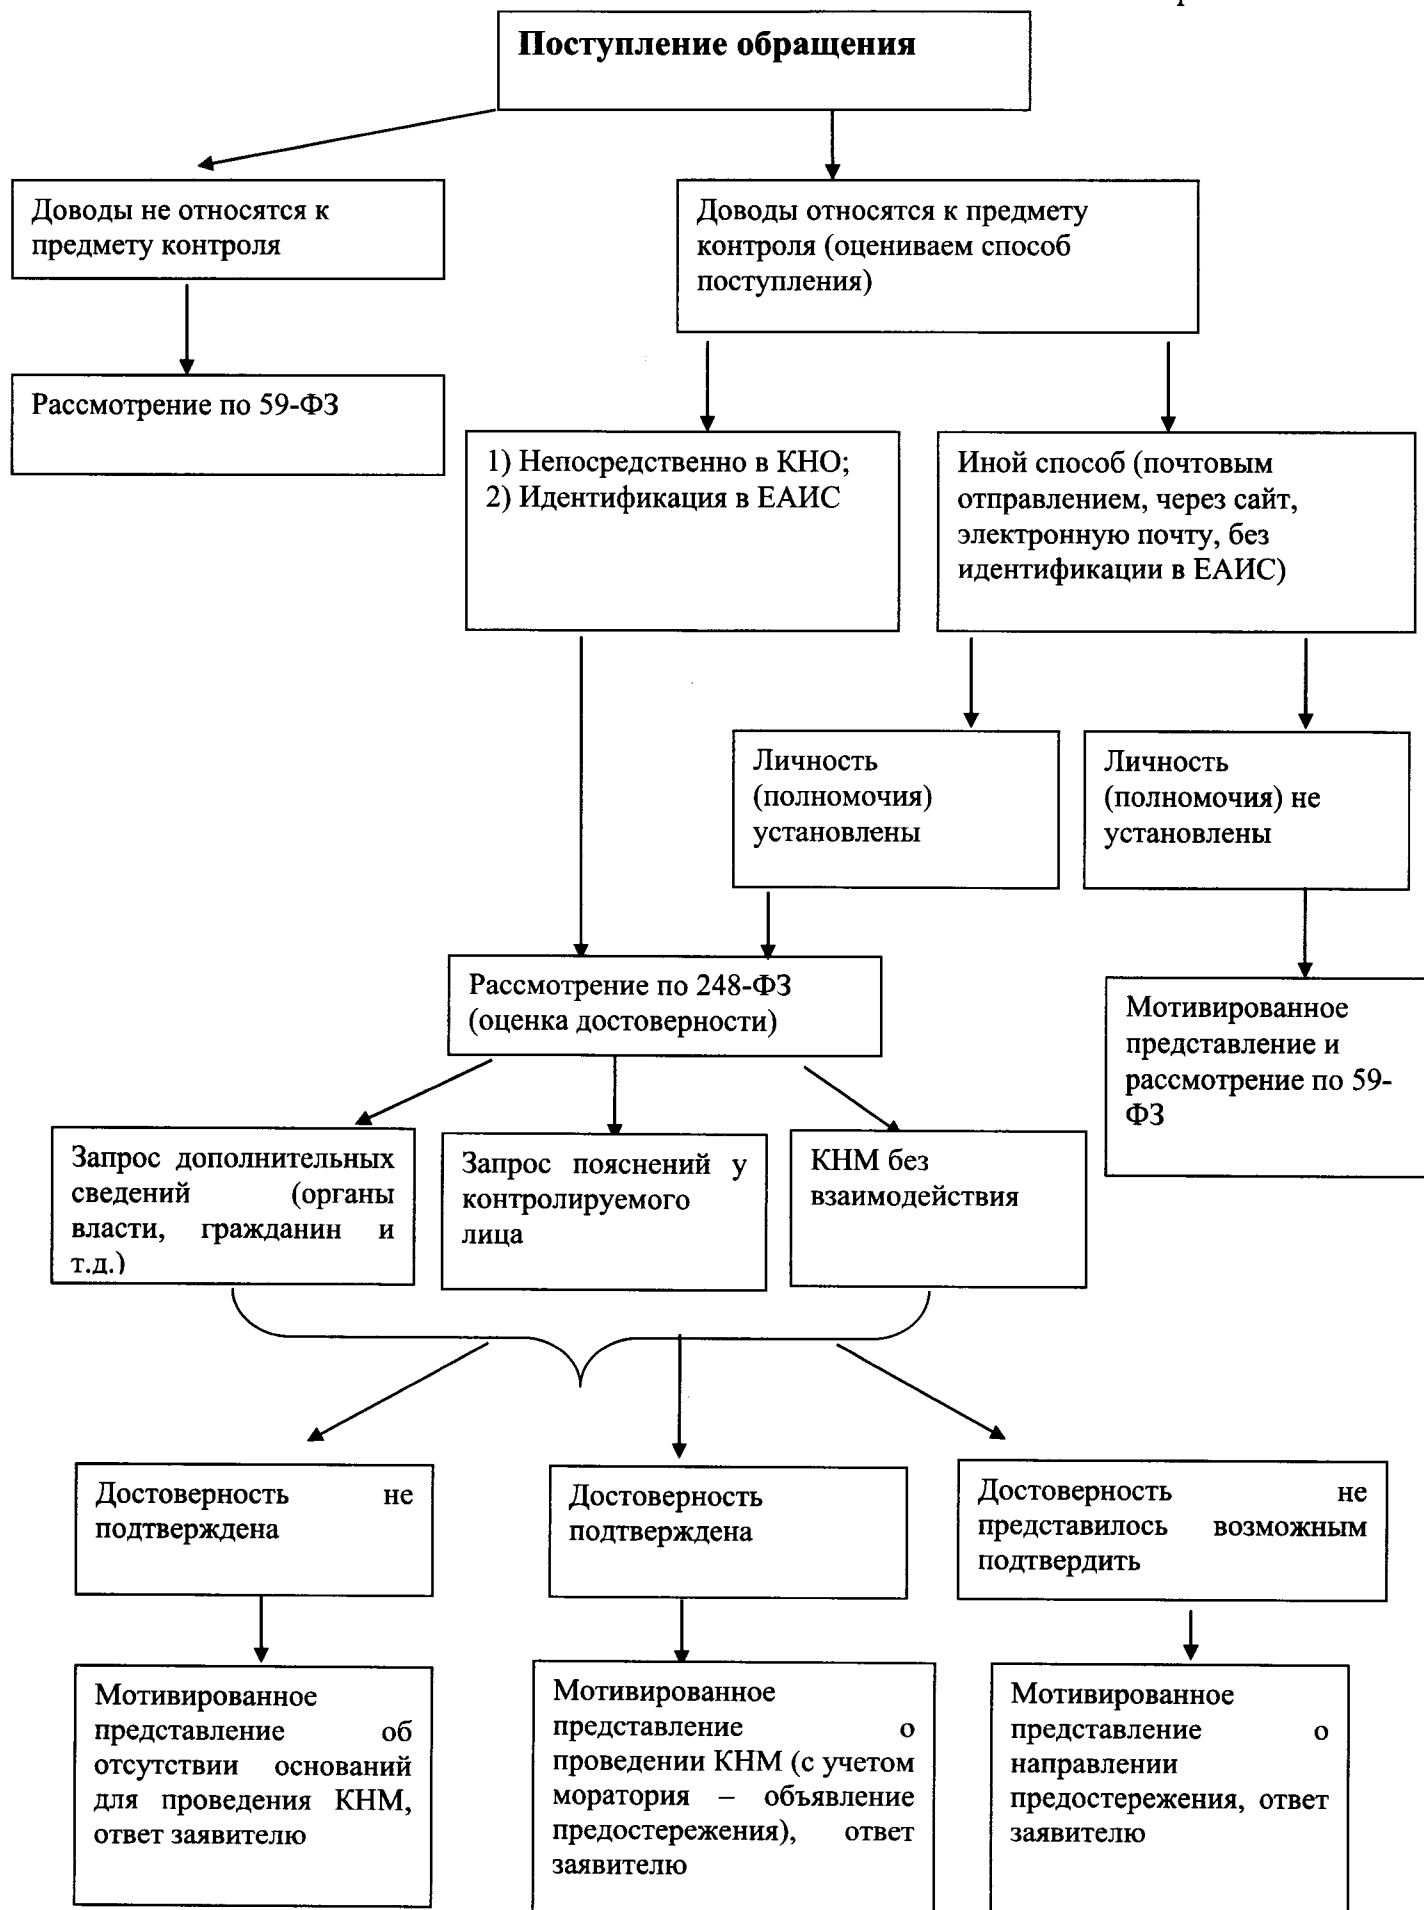 Поступление обращения
Доводы не относятся к
предмету контроля
Доводы относятся к предмету
контроля (оцениваем способ
поступления)
Рассмотрение по 59-ФЗ
1) Непосредственно в КНО;
2) Идентификация в ЕАИС
Иной способ (почтовым
отправлением, через сайт,
электронную почту, без
идентификации в ЕАИС)
Личность
(полномочия)
установлены
Личность
(полномочия) не
установлены
Рассмотрение по 248-ФЗ
(оценка достоверности)
Мотивированное
представление и
рассмотрение по 59-
ФЗ
Запрос дополнительных
сведений (органы
власти, гражданин и
т.д.)
Запрос пояснений у
контролируемого
лица
КНМ без
взаимодействия
Достоверность не
подтверждена
Достоверность
подтверждена
Достоверность не
представилось возможным
подтвердить
Мотивированное
представление об
отсутствии оснований
для проведения КНМ,
ответ заявителю
Мотивированное
представление о
проведении КНМ (с учетом
моратория – объявление
предостережения), ответ
заявителю
Мотивированное
представление о
направлении
предостережения, ответ
заявителю